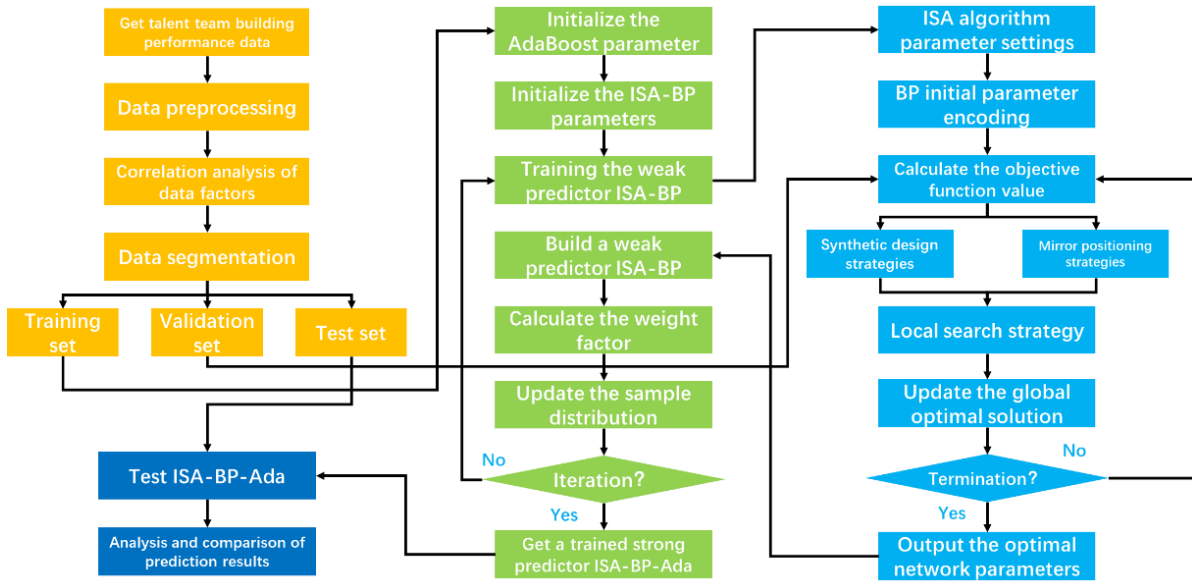 Get talent team building
performance data
Data preprocessing
Correlation analysis of
data factors
Data segmentation
Training
set
Validation
set
Test set
Test ISA-BP-Ada
Analysis and comparison of
prediction results
Initialize the
AdaBoost parameter
Initialize the ISA-BP
parameters
Training the weak
predictor ISA-BP
Build a weak
predictor ISA-BP
Calculate the weight
factor
Update the sample
distribution
No
Iteration?
Yes
Get a trained strong
predictor ISA-BP-Ada
ISA algorithm
parameter settings
BP initial parameter
encoding
Calculate the objective
function value
Synthetic design
strategies
Mirror positioning
strategies
Local search strategy
Update the global
optimal solution
No
Termination?
Yes
Output the optimal
network parameters